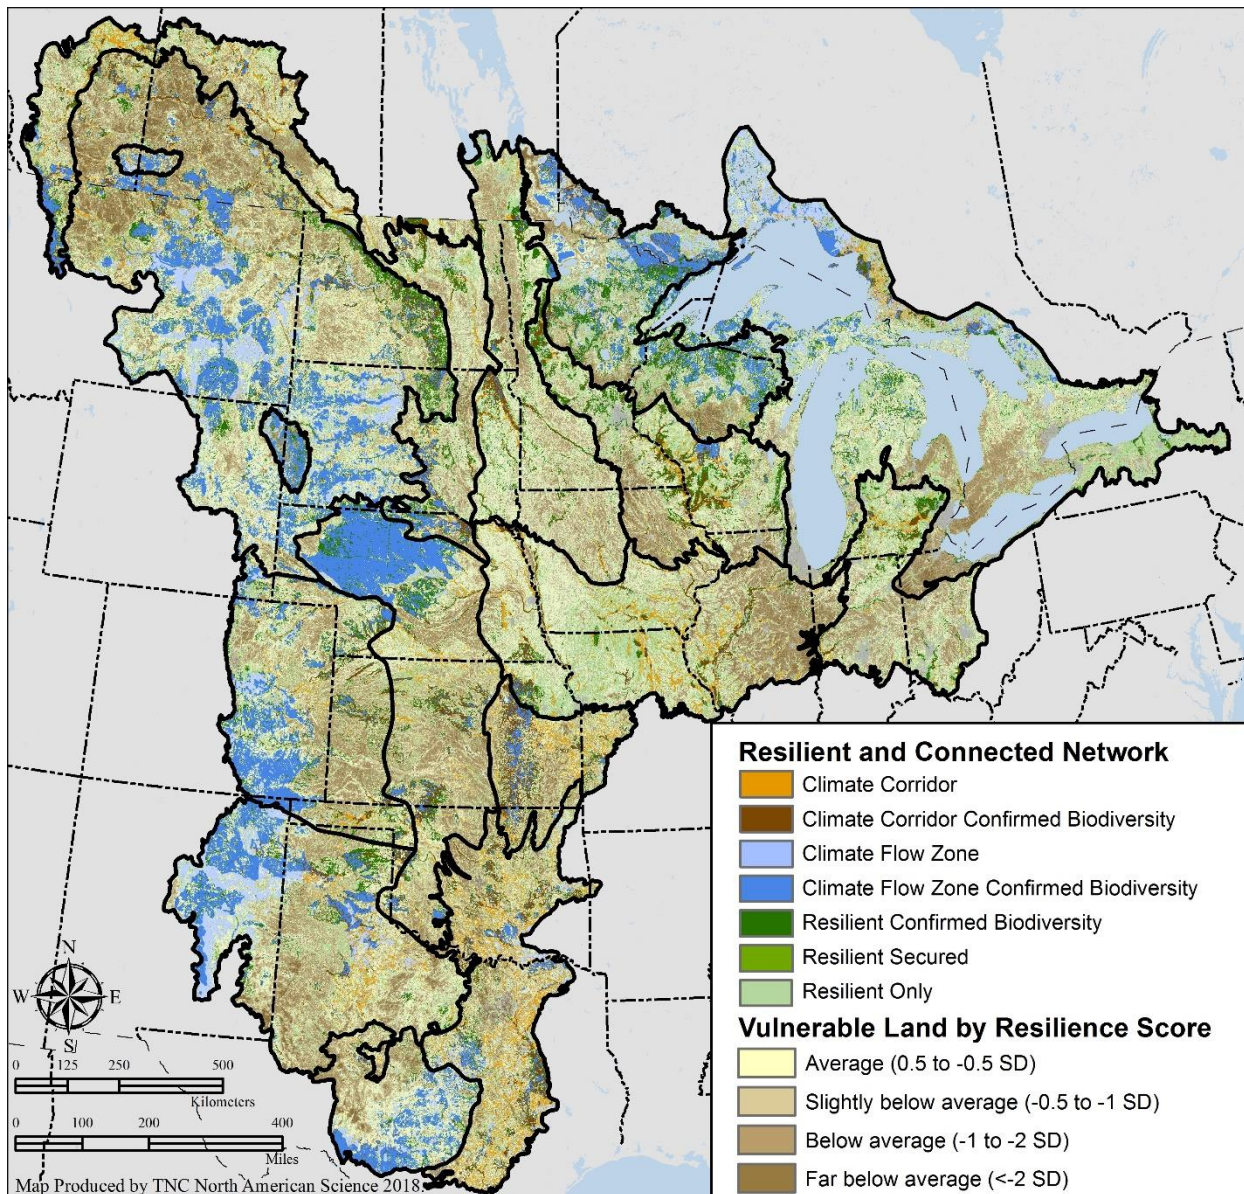 Resilient and Connected Network
Climate Corridor
Climate Corridor Confirmed Biodiversity
Climate Flow Zone
Climate Flow Zone Confirmed Biodiversity
Resilient Confirmed Biodiversity
Resilient Secured
Resilient Only
Vulnerable Land by Resilience Score
Average (0.5 to -0.5 SD)
Slightly below average (-0.5 to -1 SD)
Below average (-1 to -2 SD)
Far below average (<-2 SD)
N
W E
S
0 125 250 500
Kilometers
0 100 200 400
Miles
Map Produced by TNC North American Science 2018.